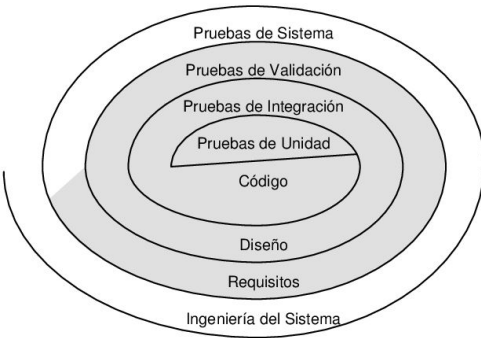 Pruebas de Sistema
Pruebas de Validación
Pruebas de Integración
Pruebas de Unidad
Código
Diseño
Requisitos
Ingeniería del Sistema